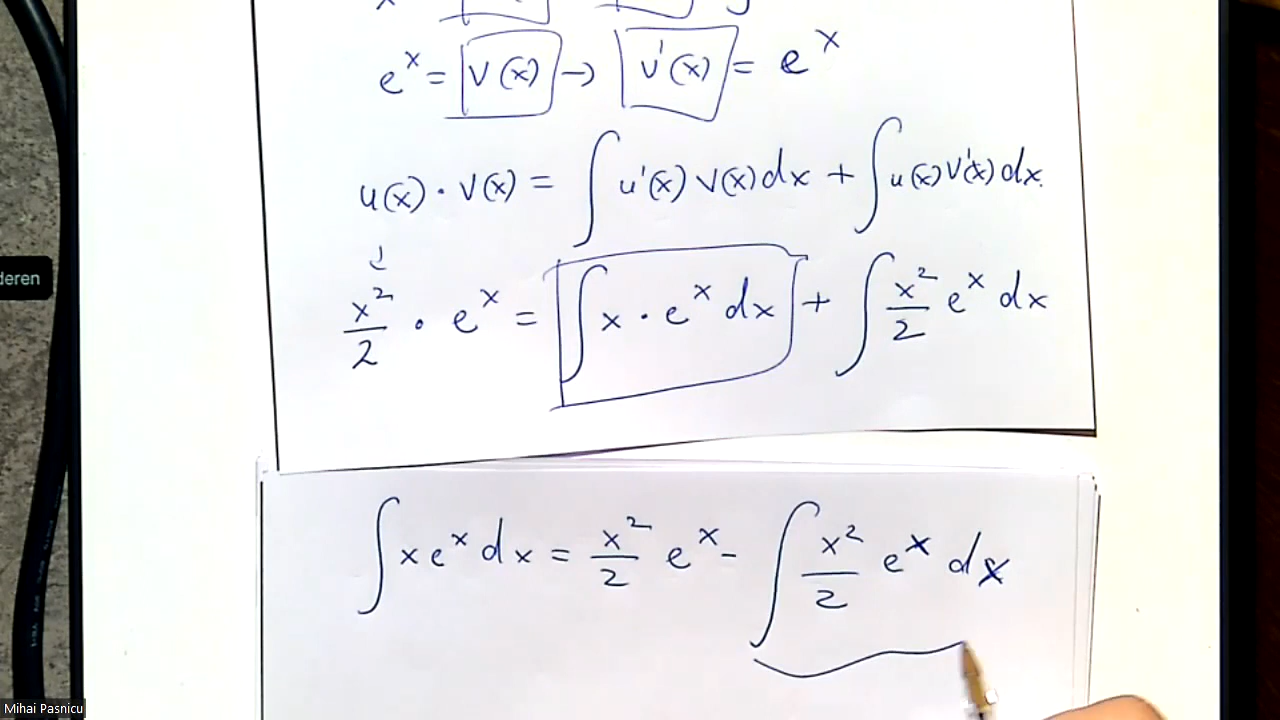 e^x = v(x) → v'(x) = e^x
u(x) · v(x) = ∫ u'(x) v(x) dx + ∫ u(x) v'(x) dx.
x²/2 · e^x = ∫ x · e^x dx + ∫ x²/2 e^x dx
∫ x e^x dx = x²/2 e^x - ∫ x²/2 e^x dx
deren
Mihai Pasnicu